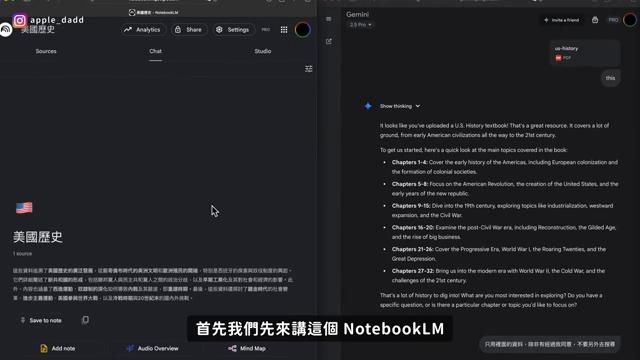 apple_dadd
美國歷史 - NotebookLM
美國歷史
Analytics
Share
Settings
PRO
Sources
Chat
Studio
美國歷史
1 source
Save to note
Add note
Audio Overview
Mind Map
Gemini
2.5 Pro
Invite a friend
PRO
us-history
PDF
this
Show thinking
It looks like you've uploaded a U.S. History textbook! That's a great resource. It covers a lot of
ground, from early American civilizations all the way to the 21st century.
To get us started, here's a quick look at the main topics covered in the book:
• Chapters 1-4: Cover the early history of the Americas, including European colonization and
the formation of colonial societies.
• Chapters 5-8: Focus on the American Revolution, the creation of the United States, and the
early years of the new republic.
• Chapters 9-15: Dive into the 19th century, exploring topics like industrialization, westward
expansion, and the Civil War.
• Chapters 16-20: Examine the post-Civil War era, including Reconstruction, the Gilded Age,
and the rise of big business.
• Chapters 21-26: Cover the Progressive Era, World War I, the Roaring Twenties, and the
Great Depression.
• Chapters 27-32: Bring us into the modern era with World War II, the Cold War, and the
challenges of the 21st century.
That's a lot of history to dig into! What are you most interested in exploring? Do you have a
specific question, or is there a particular chapter or topic you'd like to focus on?
只用裡面的資料，除非有經過我同意，不要另外去搜尋
首先我們先來講這個 NotebookLM